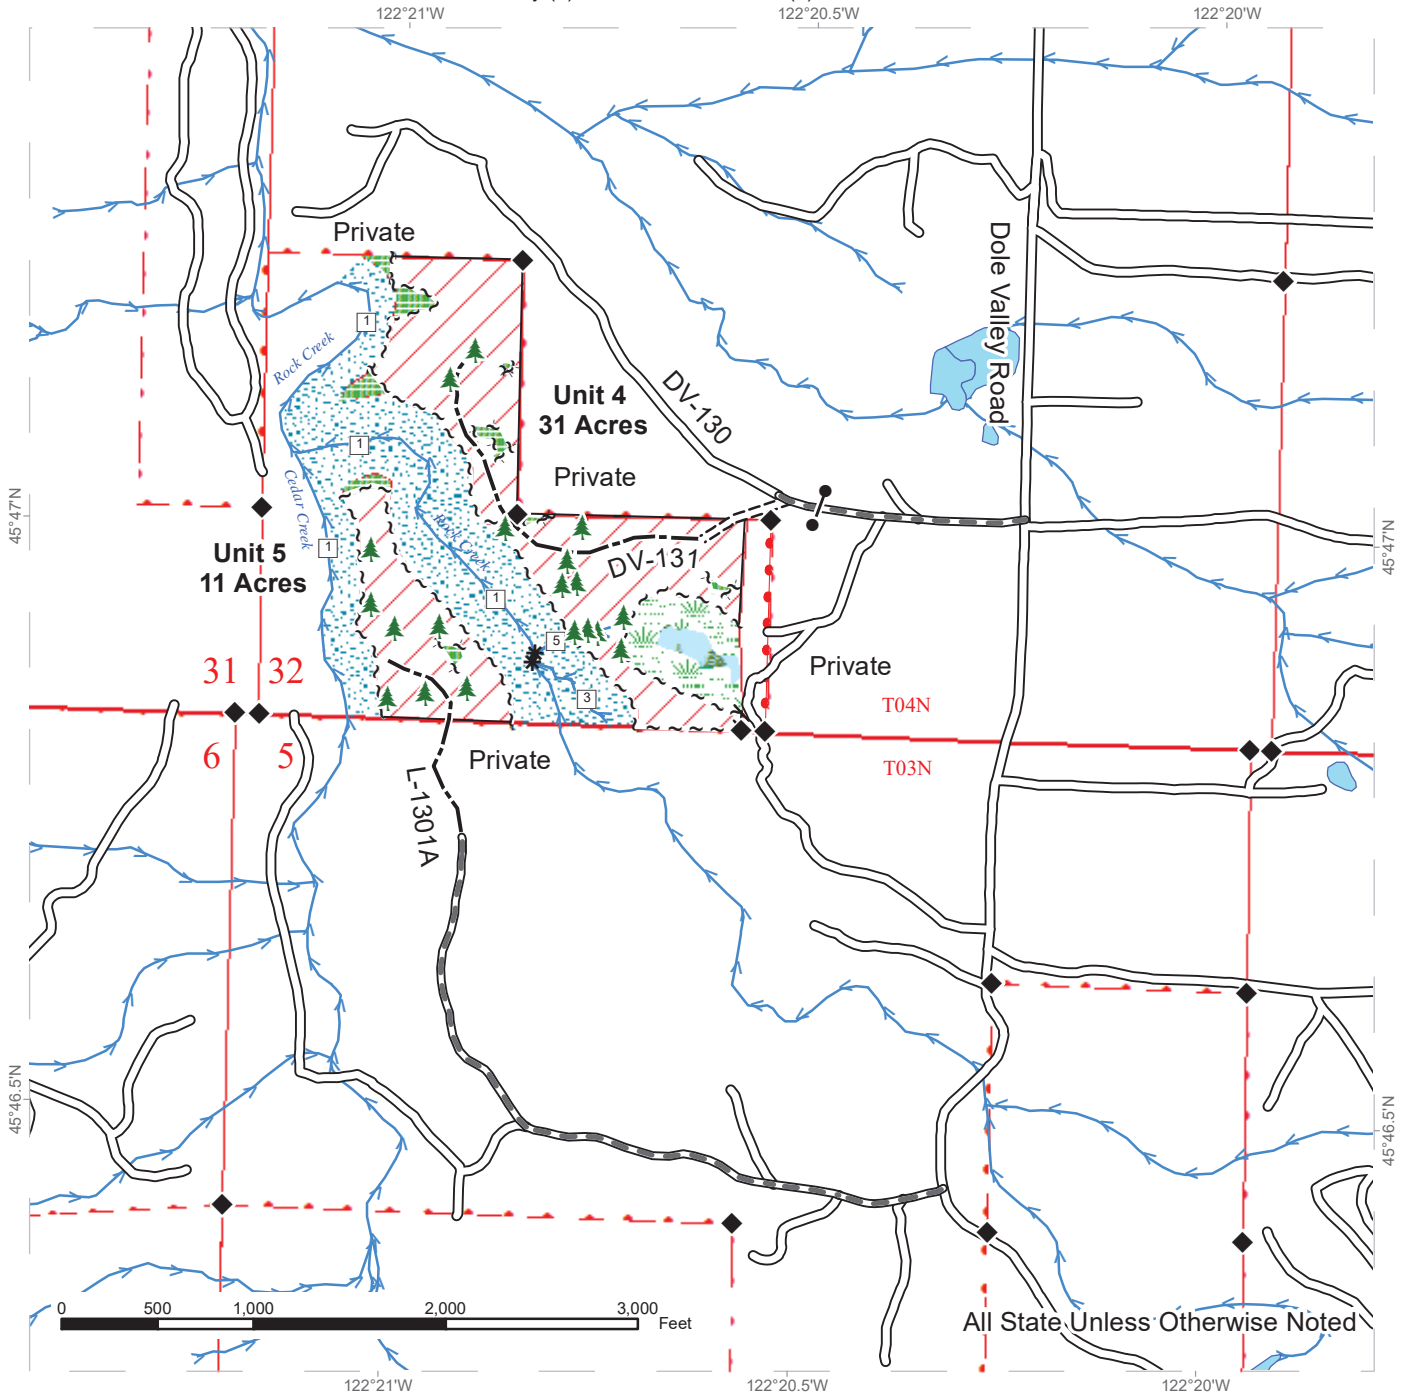 122°21'W
122°20.5'W
122°20'W
Private
Dole Valley Road
1
Rock Creek
Unit 4
31 Acres
DV-130
1
Private
Cedar Creek
45°47'N
45°47'N
Rock Creek
1
Unit 5
11 Acres
DV-131
1
5
31
32
Private
3
T04N
6
5
Private
T03N
L-1301A
45°46.5'N
45°46.5'N
0
500
1,000
2,000
3,000
Feet
All State Unless Otherwise Noted
122°21'W
122°20.5'W
122°20'W